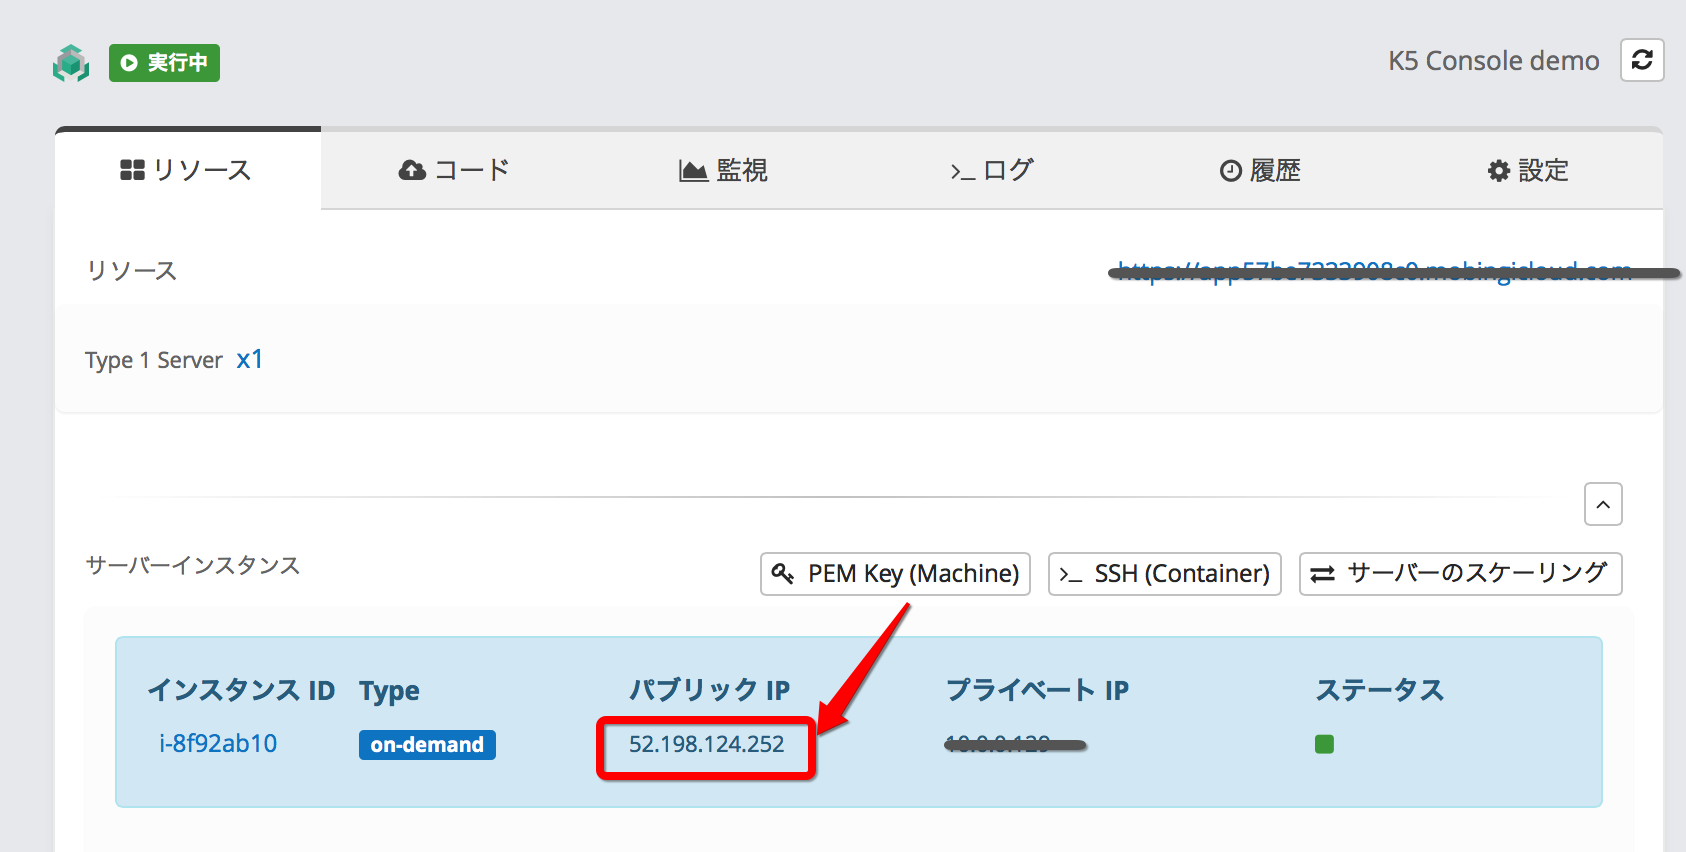 実行中
K5 Console demo
リソース
コード
監視
>_ ログ
履歴
設定
リソース
Type 1 Server x1
サーバーインスタンス
PEM Key (Machine)
>_ SSH (Container)
サーバーのスケーリング
インスタンス ID Type パブリック IP プライベート IP ステータス
i-8f92ab10 on-demand 52.198.124.252